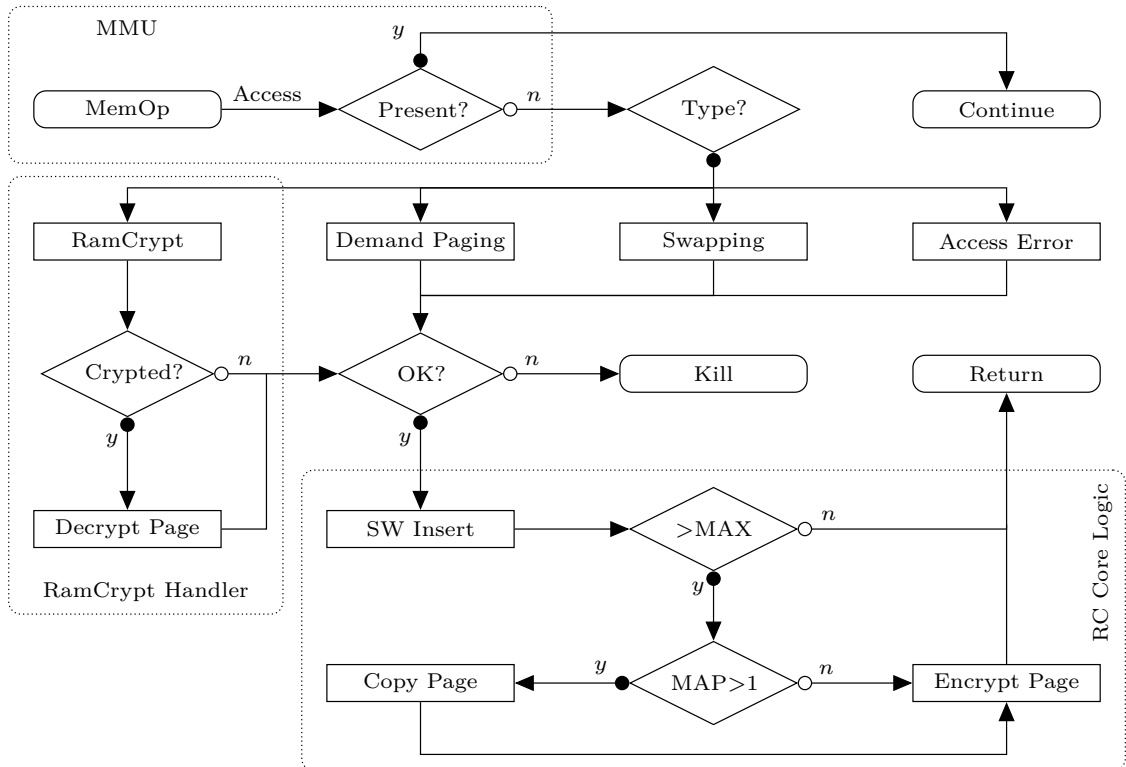 MMU
y
MemOp
Access
Present?
n
Type?
Continue
RamCrypt
Demand Paging
Swapping
Access Error
Crypted?
n
OK?
n
Kill
Return
y
y
Decrypt Page
SW Insert
>MAX
n
RamCrypt Handler
y
RC Core Logic
Copy Page
y
MAP>1
n
Encrypt Page